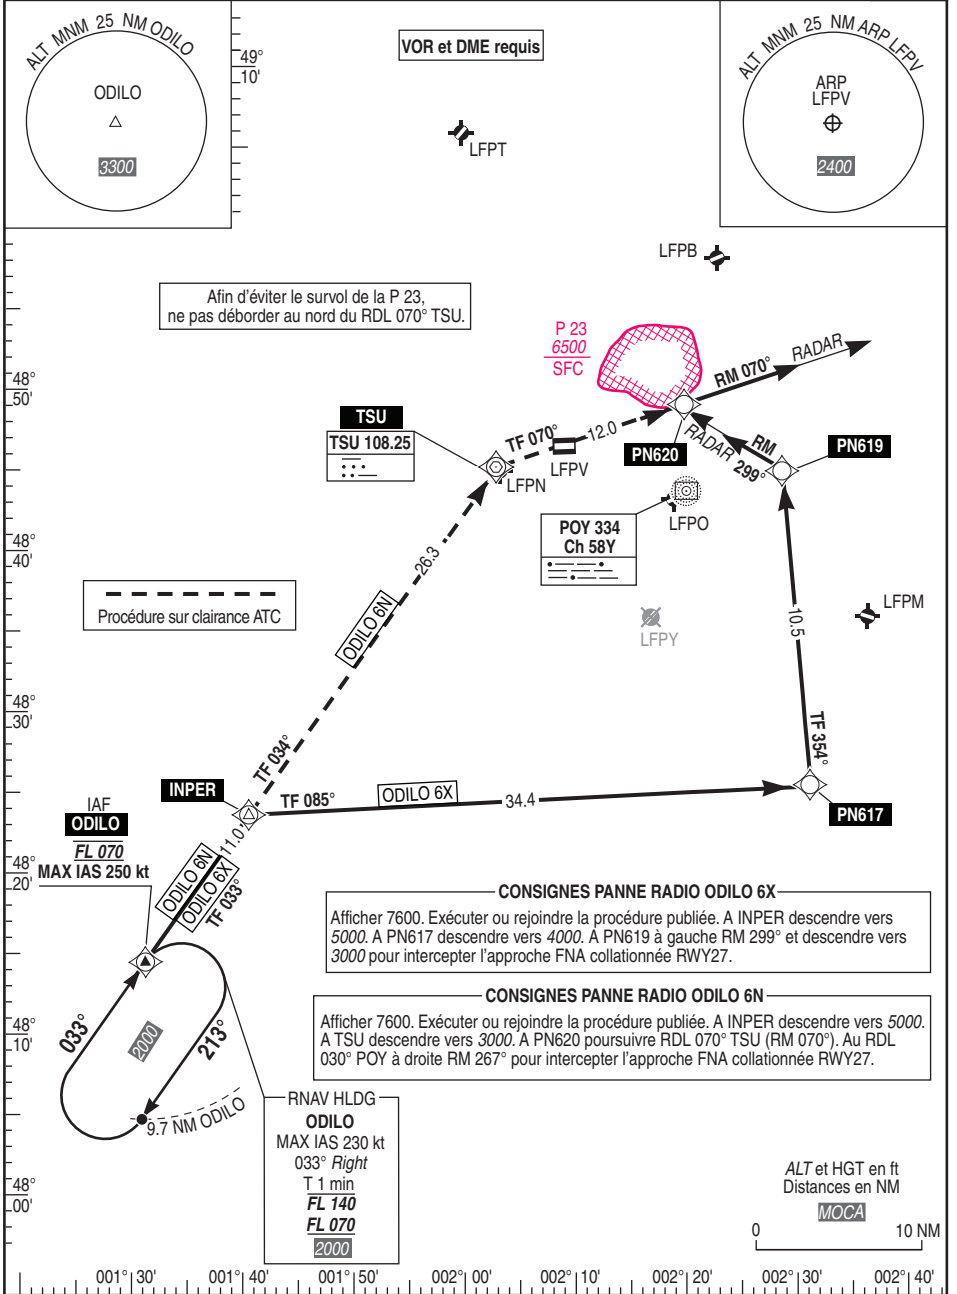 ALT MNM 25 NM ODILO
ODILO
3300
49°
10'
VOR et DME requis
LFPT
ALT MNM 25 NM ARP LFPV
ARP
LFPV
2400
LFPB
Afin d'éviter le survol de la P 23,
ne pas déborder au nord du RDL 070° TSU.
P 23
6500
SFC
RM 070°
RADAR
48°
50'
TSU
TSU 108.25
TF 070°
12.0
LFPN
LFPV
PN620
RADAR
RM
299°
PN619
POY 334
Ch 58Y
LFPO
48°
40'
26.3
Procédure sur clairance ATC
ODILO 6N
LFPY
LFPM
10.5
48°
30'
TF 034°
TF 354°
INPER
TF 085°
ODILO 6X
34.4
PN617
IAF
ODILO
FL 070
MAX IAS 250 kt
11.0
ODILO 6N
ODILO 6X
TF 033°
48°
20'
CONSIGNES PANNE RADIO ODILO 6X
Afficher 7600. Exécuter ou rejoindre la procédure publiée. A INPER descendre vers
5000. A PN617 descendre vers 4000. A PN619 à gauche RM 299° et descendre vers
3000 pour intercepter l'approche FNA collationnée RWY27.
CONSIGNES PANNE RADIO ODILO 6N
Afficher 7600. Exécuter ou rejoindre la procédure publiée. A INPER descendre vers 5000.
A TSU descendre vers 3000. A PN620 poursuivre RDL 070° TSU (RM 070°). Au RDL
030° POY à droite RM 267° pour intercepter l'approche FNA collationnée RWY27.
48°
10'
033°
2000
213°
9.7 NM ODILO
RNAV HLDG
ODILO
MAX IAS 230 kt
033° Right
T 1 min
FL 140
FL 070
2000
48°
00'
ALT et HGT en ft
Distances en NM
MOCA
0
10 NM
001° 30'
001° 40'
001° 50'
002° 00'
002° 10'
002° 20'
002° 30'
002° 40'